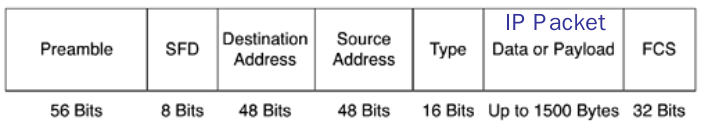 IP Packet
Preamble
SFD
Destination
Address
Source
Address
Type
Data or Payload
FCS
56 Bits
8 Bits
48 Bits
48 Bits
16 Bits
Up to 1500 Bytes
32 Bits